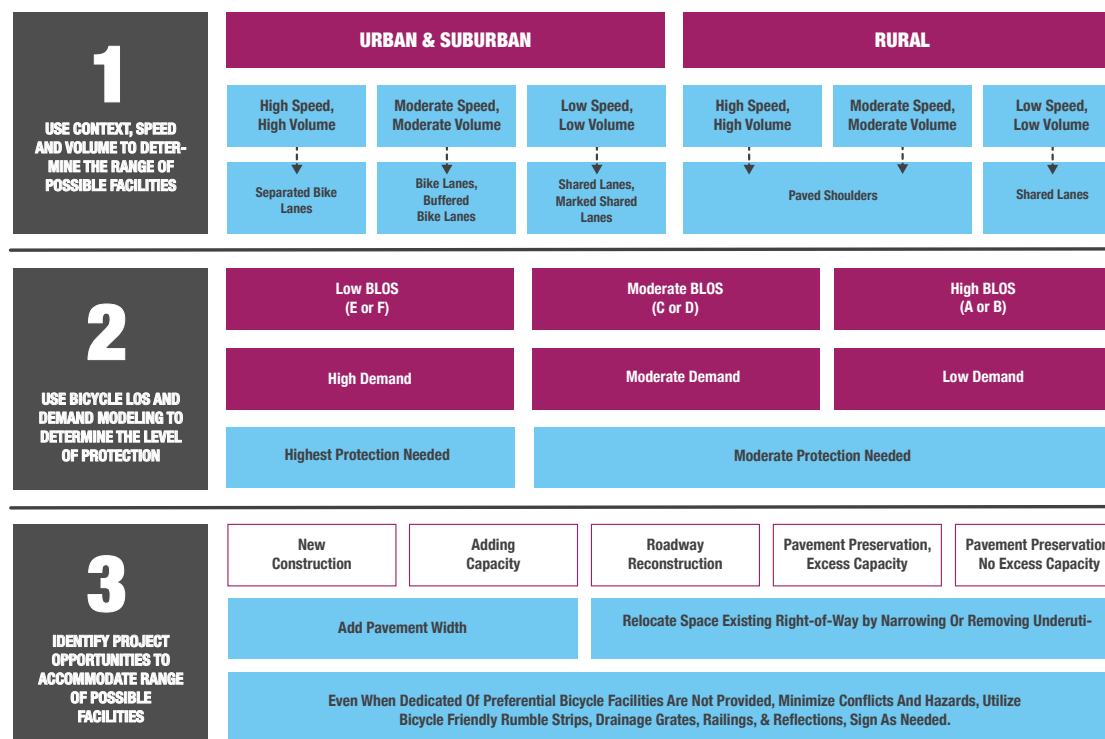 1
USE CONTEXT, SPEED
AND VOLUME TO DETER-
MINE THE RANGE OF
POSSIBLE FACILITIES
URBAN & SUBURBAN
RURAL
High Speed,
High Volume
Moderate Speed,
Moderate Volume
Low Speed,
Low Volume
High Speed,
High Volume
Moderate Speed,
Moderate Volume
Low Speed,
Low Volume
Separated Bike
Lanes
Bike Lanes,
Buffered
Bike Lanes
Shared Lanes,
Marked Shared
Lanes
Paved Shoulders
Shared Lanes
2
USE BICYCLE LOS AND
DEMAND MODELING TO
DETERMINE THE LEVEL
OF PROTECTION
Low BLOS
(E or F)
Moderate BLOS
(C or D)
High BLOS
(A or B)
High Demand
Moderate Demand
Low Demand
Highest Protection Needed
Moderate Protection Needed
3
IDENTIFY PROJECT
OPPORTUNITIES TO
ACCOMMODATE RANGE
OF POSSIBLE
FACILITIES
New
Construction
Adding
Capacity
Roadway
Reconstruction
Pavement Preservation,
Excess Capacity
Pavement Preservation
No Excess Capacity
Add Pavement Width
Relocate Space Existing Right-of-Way by Narrowing Or Removing Underuti-
Even When Dedicated Of Preferential Bicycle Facilities Are Not Provided, Minimize Conflicts And Hazards, Utilize
Bicycle Friendly Rumble Strips, Drainage Grates, Railings, & Reflections, Sign As Needed.